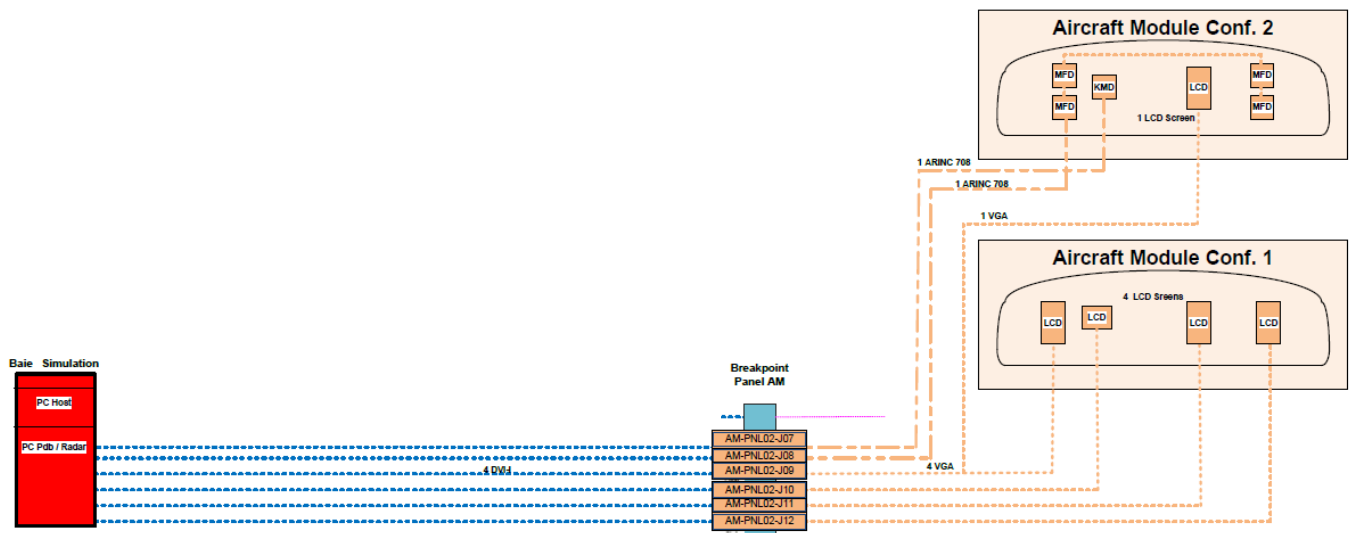 Aircraft Module Conf. 2
MFD
MFD
KMD
LCD
MFD
MFD
1 LCD Screen
1 ARINC 708
1 ARINC 708
1 VGA
Aircraft Module Conf. 1
4 LCD Sreens
LCD
LCD
LCD
LCD
Baie Simulation
PC Host
PC Pdb / Radar
Breakpoint
Panel AM
AM-PNL02-J07
AM-PNL02-J08
AM-PNL02-J09
AM-PNL02-J10
AM-PNL02-J11
AM-PNL02-J12
4 DVH
4 VGA